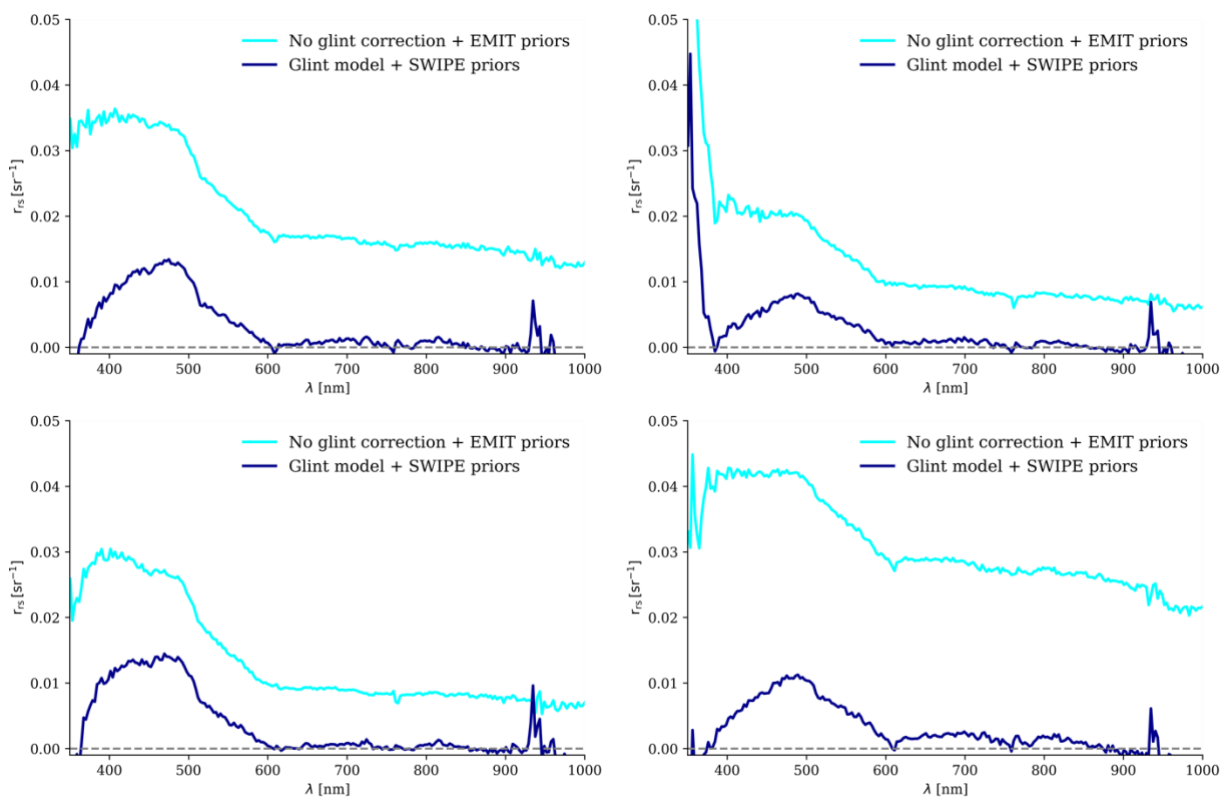 0.05
0.04
0.03
0.02
0.01
0.00
r_rs [sr⁻¹]
No glint correction + EMIT priors
Glint model + SWIPE priors
400 500 600 700 800 900 1000
λ [nm]
0.05
0.04
0.03
0.02
0.01
0.00
r_rs [sr⁻¹]
No glint correction + EMIT priors
Glint model + SWIPE priors
400 500 600 700 800 900 1000
λ [nm]
0.05
0.04
0.03
0.02
0.01
0.00
r_rs [sr⁻¹]
No glint correction + EMIT priors
Glint model + SWIPE priors
400 500 600 700 800 900 1000
λ [nm]
0.05
0.04
0.03
0.02
0.01
0.00
r_rs [sr⁻¹]
No glint correction + EMIT priors
Glint model + SWIPE priors
400 500 600 700 800 900 1000
λ [nm]